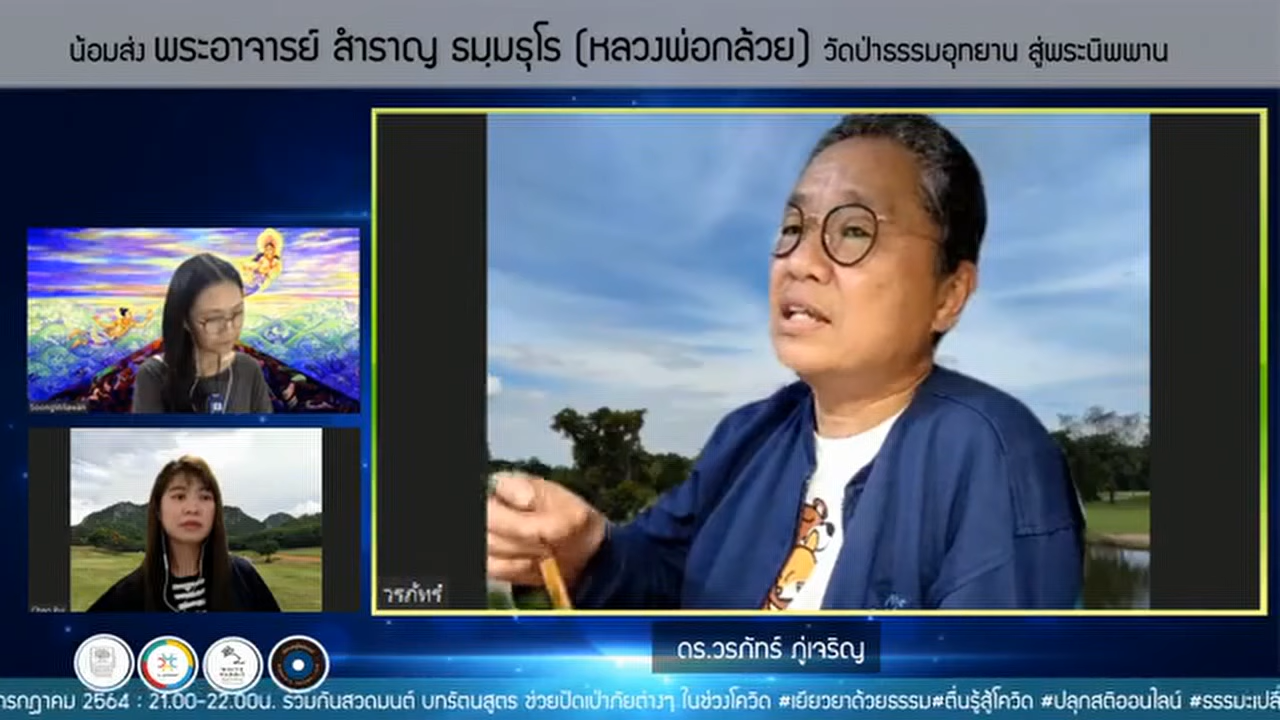 น้อมส่ง พระอาจารย์ สำราญ ธมฺมธุโร (หลวงพ่อกล้วย) วัดป่าธรรมอุทยาน สู่พระนิพพาน
SoongWilawan
วรภัทร์
ดร.วรภัทร์ ภู่เจริญ
กรกฎาคม 2564 : 21.00-22.00น. ร่วมกันสวดมนต์ บทรัตนสูตร ช่วยปัดเป่าภัยต่างๆ ในช่วงโควิด #เยียวยาด้วยธรรม#ตื่นรู้สู้โควิด #ปลุกสติออนไลน์